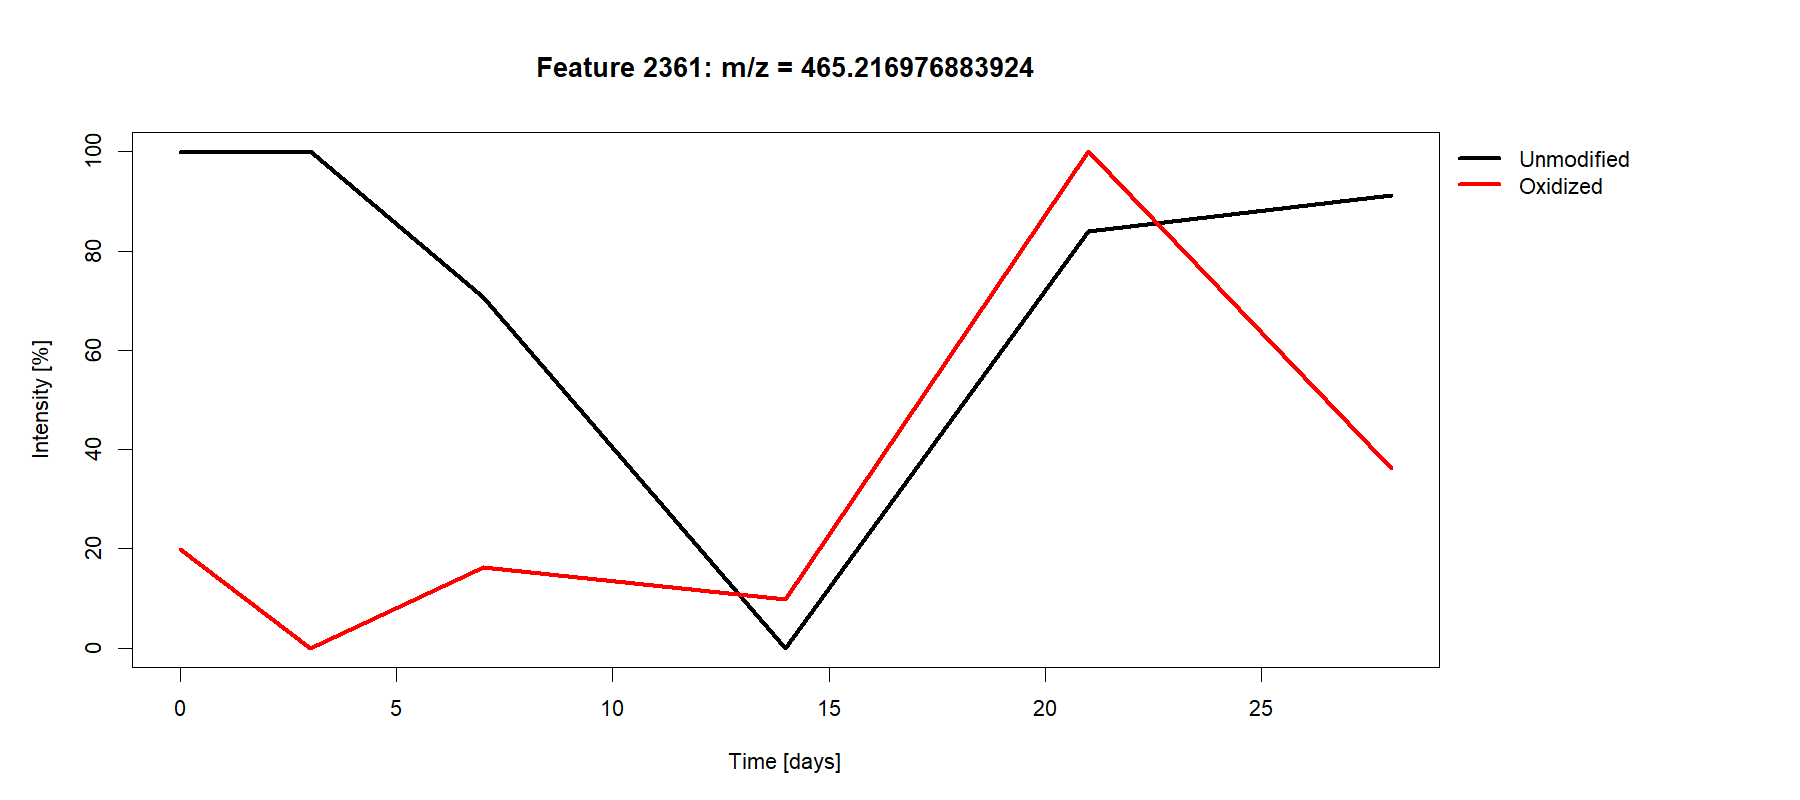 Feature 2361: m/z = 465.216976883924
Unmodified
Oxidized
Intensity [%]
100
80
60
40
20
0
0 5 10 15 20 25
Time [days]